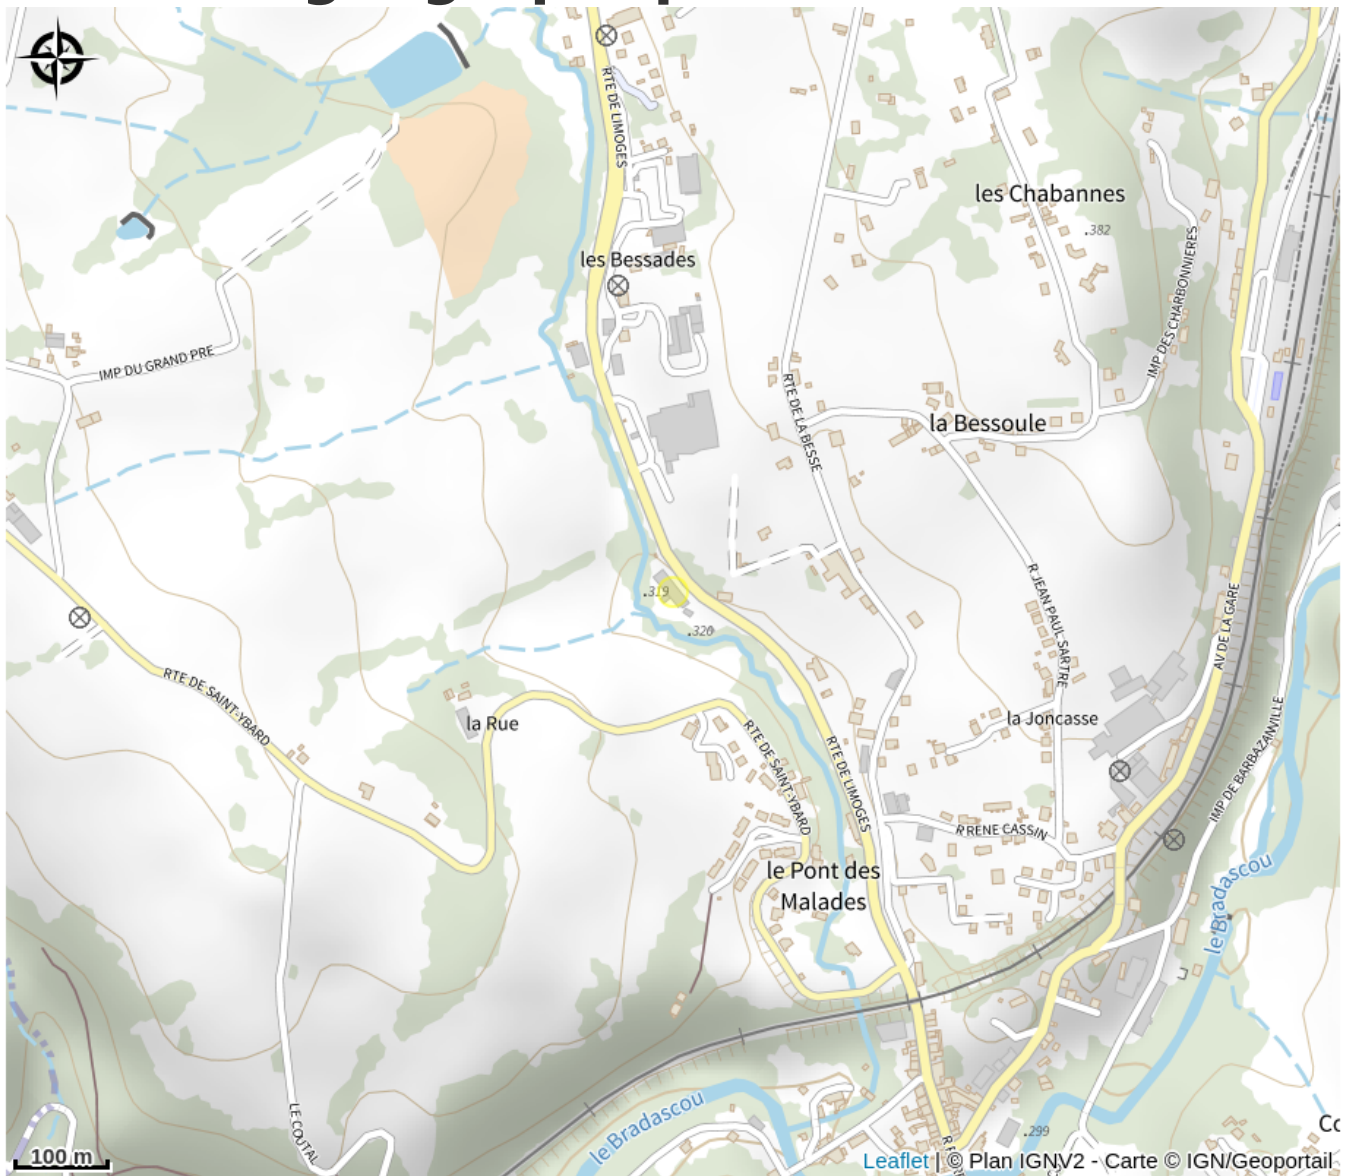 RTE DE LIMOGES
les Chabannes
.382
les Bessades
IMP DES CHARBONNIERES
IMP DU GRAND PRE
RTE DE LA BESSE
la Bessoule
R JEAN PAUL SARTRE
.319
.320
AV DE LA GARE
RTE DE SAINT-YBARD
la Rue
la Joncasse
RTE DE SAINT-YBARD
RTE DE LIMOGES
IMP DE BARBAZANVILLE
R RENE CASSIN
le Pont des
Malades
le Bradascou
le Bradascou
LE COUTAL
.299
100 m
Leaflet | © Plan IGNV2 - Carte © IGN/Geoportail